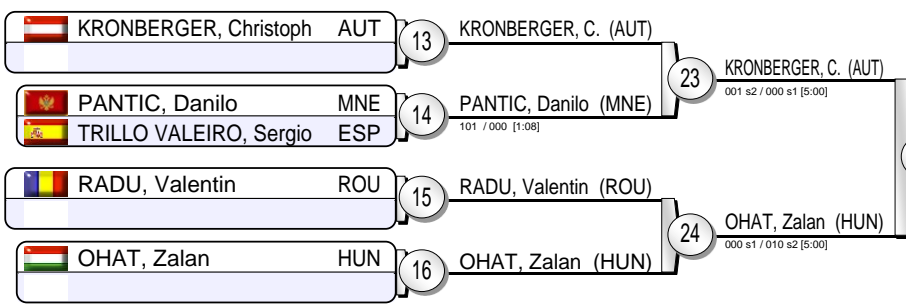 KRONBERGER, Christoph AUT
13
KRONBERGER, C. (AUT)
23
KRONBERGER, C. (AUT)
001 s2 / 000 s1 [5:00]
PANTIC, Danilo MNE
TRILLO VALEIRO, Sergio ESP
14
PANTIC, Danilo (MNE)
101 / 000 [1:08]
RADU, Valentin ROU
15
RADU, Valentin (ROU)
24
OHAT, Zalan (HUN)
000 s1 / 010 s2 [5:00]
OHAT, Zalan HUN
16
OHAT, Zalan (HUN)